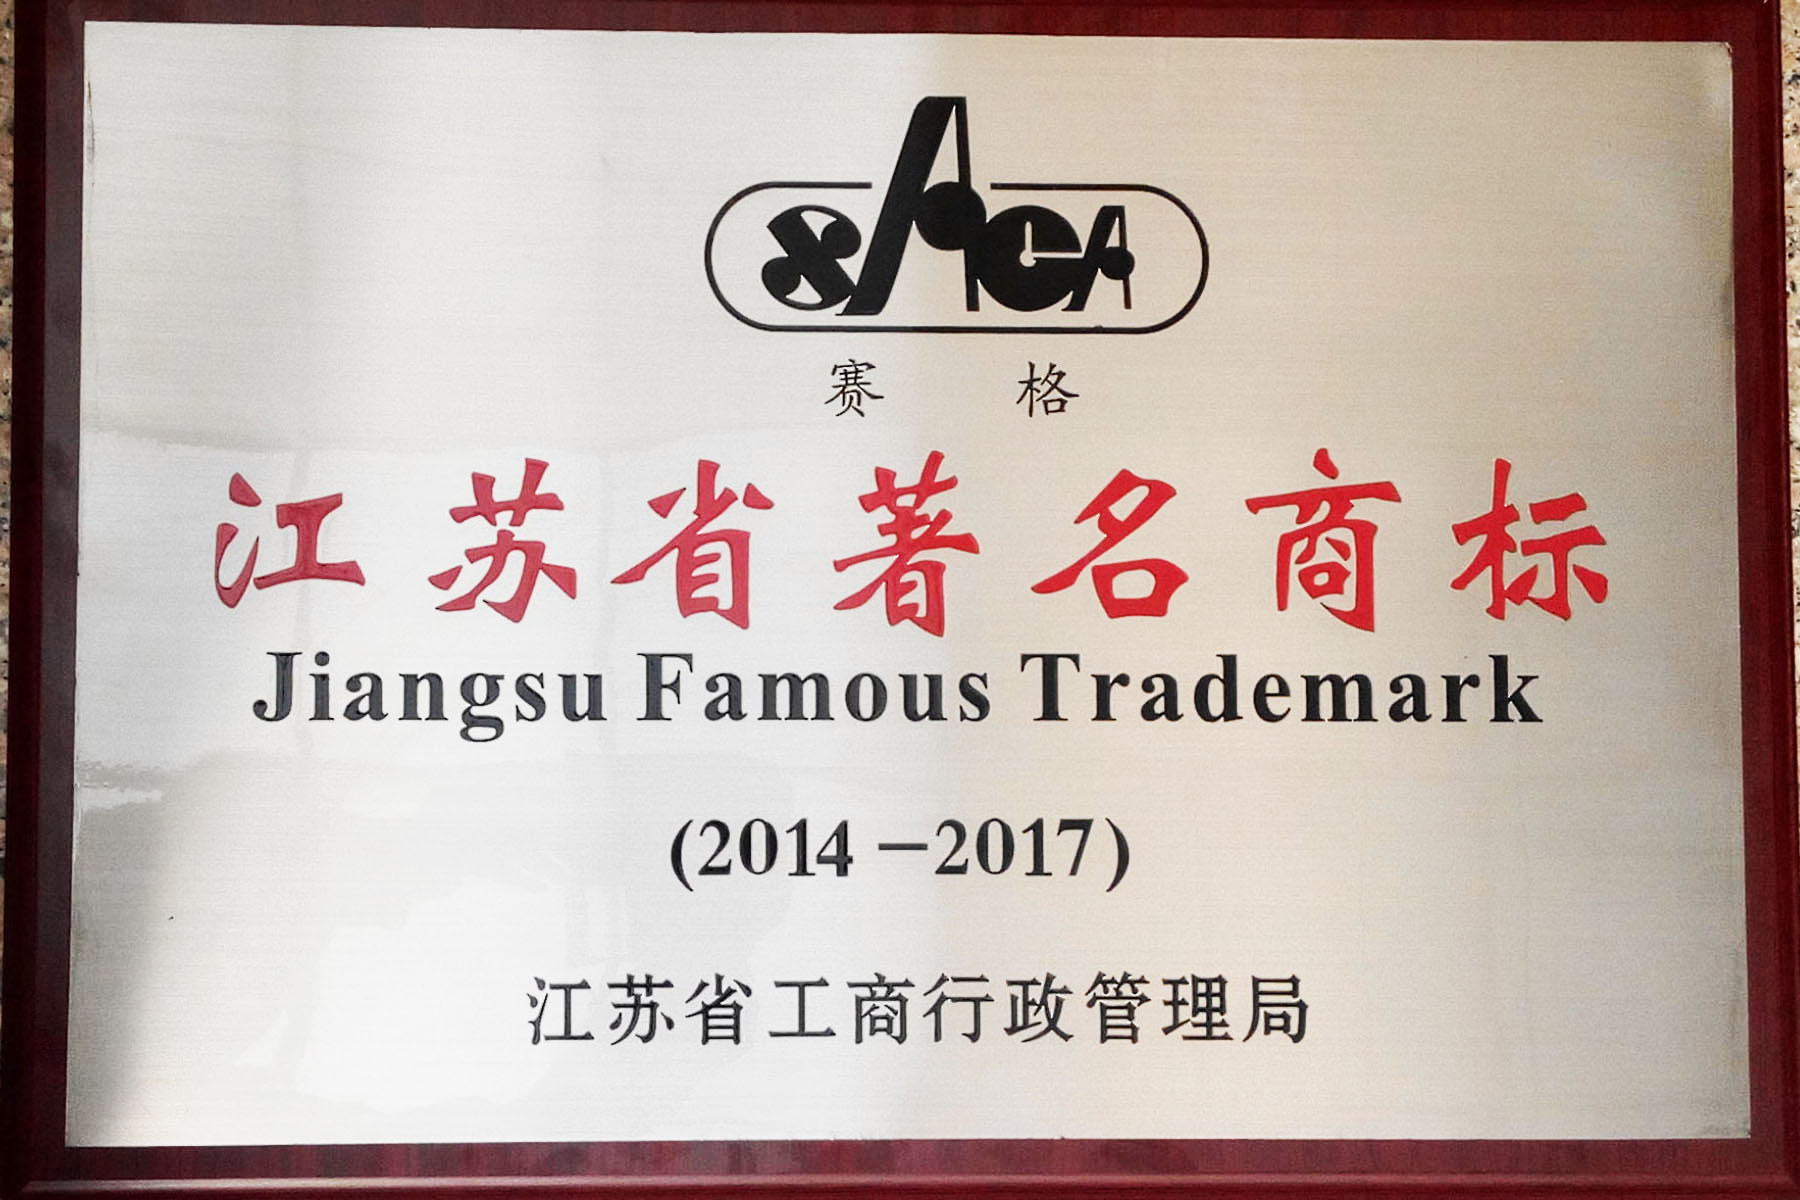 SAGA
赛格
江苏省著名商标
Jiangsu Famous Trademark
(2014-2017)
江苏省工商行政管理局